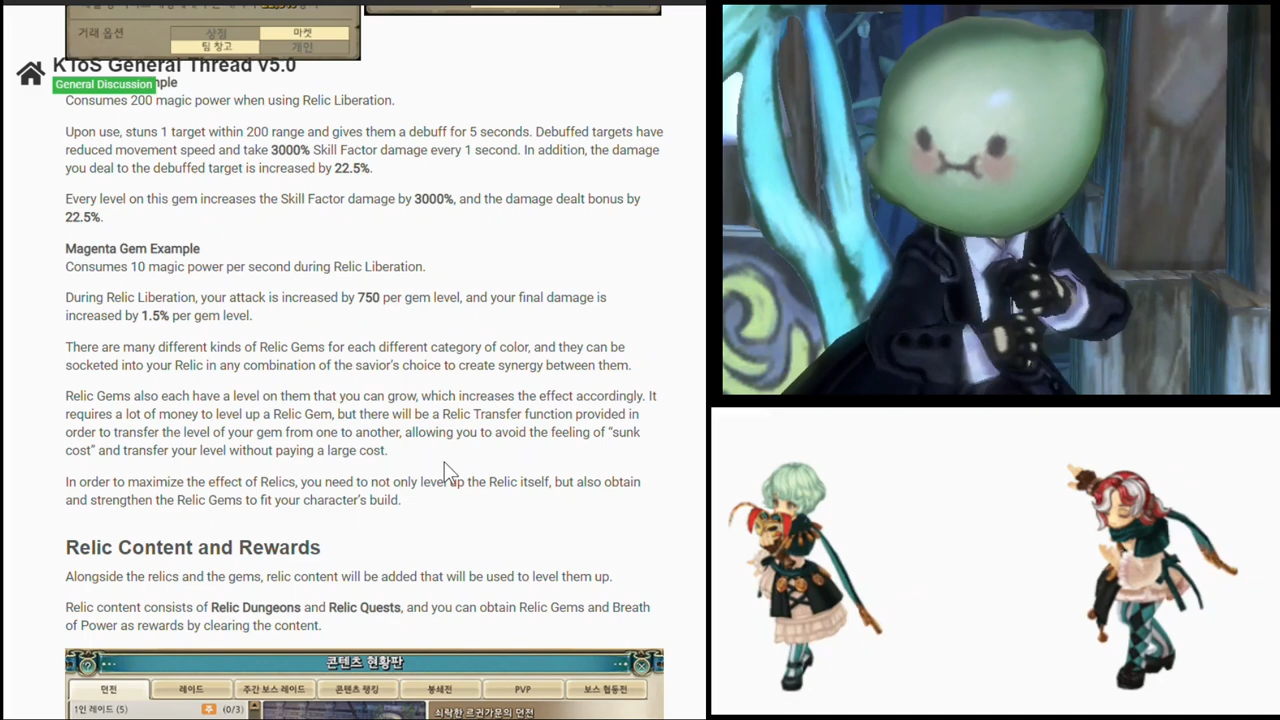 거래 옵션
상점
마켓
팀 창고
개인
KToS General Thread v5.0
General Discussion
Consumes 200 magic power when using Relic Liberation.
Upon use, stuns 1 target within 200 range and gives them a debuff for 5 seconds. Debuffed targets have
reduced movement speed and take 3000% Skill Factor damage every 1 second. In addition, the damage
you deal to the debuffed target is increased by 22.5%.
Every level on this gem increases the Skill Factor damage by 3000%, and the damage dealt bonus by
22.5%.
Magenta Gem Example
Consumes 10 magic power per second during Relic Liberation.
During Relic Liberation, your attack is increased by 750 per gem level, and your final damage is
increased by 1.5% per gem level.
There are many different kinds of Relic Gems for each different category of color, and they can be
socketed into your Relic in any combination of the savior's choice to create synergy between them.
Relic Gems also each have a level on them that you can grow, which increases the effect accordingly. It
requires a lot of money to level up a Relic Gem, but there will be a Relic Transfer function provided in
order to transfer the level of your gem from one to another, allowing you to avoid the feeling of “sunk
cost” and transfer your level without paying a large cost.
In order to maximize the effect of Relics, you need to not only level up the Relic itself, but also obtain
and strengthen the Relic Gems to fit your character's build.
Relic Content and Rewards
Alongside the relics and the gems, relic content will be added that will be used to level them up.
Relic content consists of Relic Dungeons and Relic Quests, and you can obtain Relic Gems and Breath
of Power as rewards by clearing the content.
콘텐츠 현황판
던전
레이드
주간 보스 레이드
콘텐츠 랭킹
봉쇄전
PVP
보스 협동전
1인 레이드 (5)
주
(0/3)
쇠락한 르귄가문의 던전